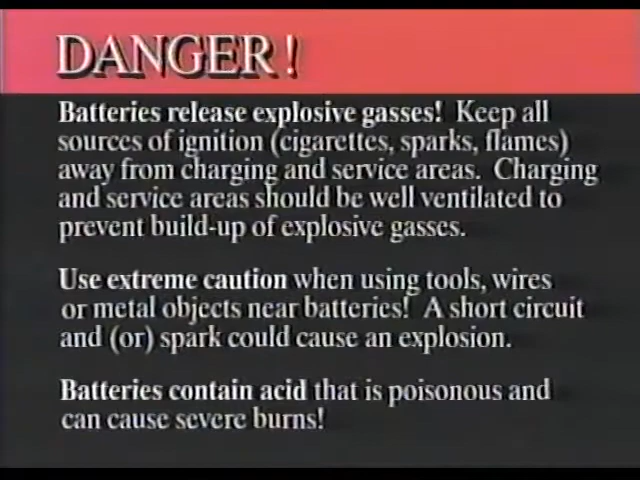 DANGER!
Batteries release explosive gasses! Keep all
sources of ignition (cigarettes, sparks, flames)
away from charging and service areas. Charging
and service areas should be well ventilated to
prevent build-up of explosive gasses.
Use extreme caution when using tools, wires
or metal objects near batteries! A short circuit
and (or) spark could cause an explosion.
Batteries contain acid that is poisonous and
can cause severe burns!